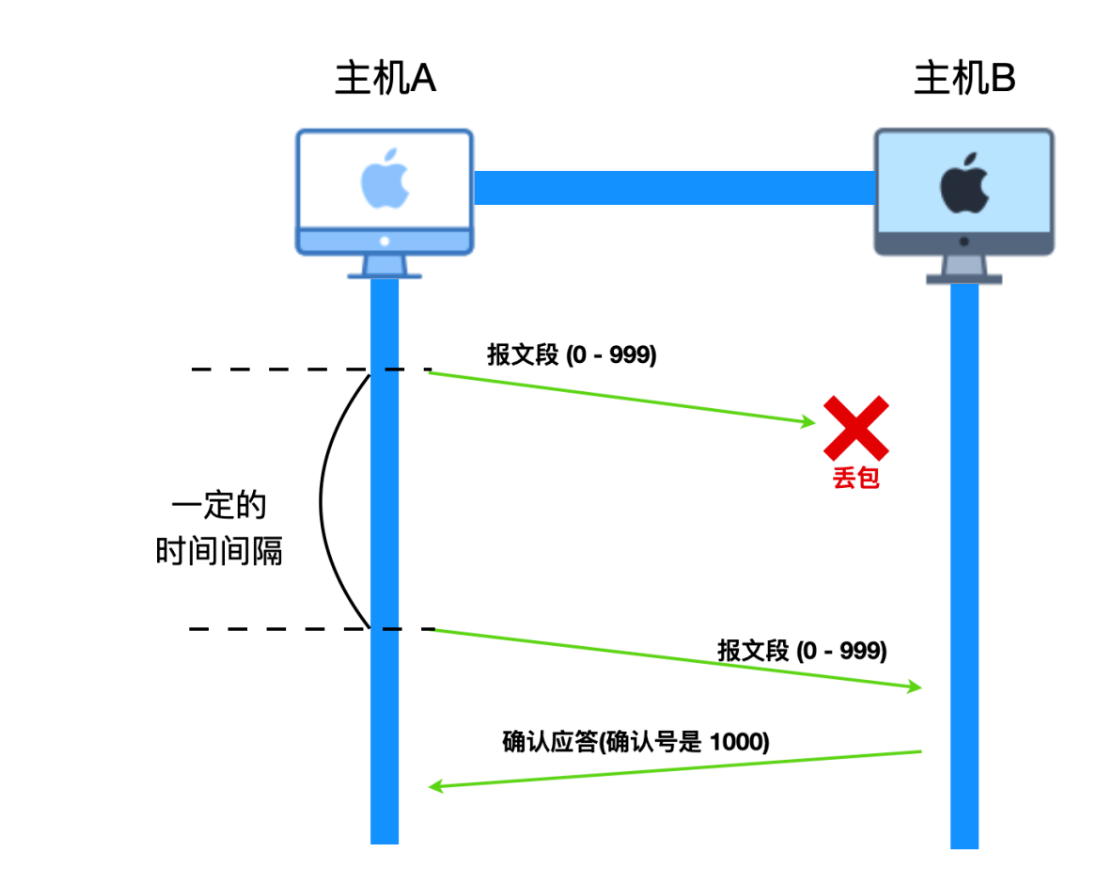 主机A
主机B
报文段 (0 - 999)
丢包
一定的
时间间隔
报文段 (0 - 999)
确认应答(确认号是 1000)